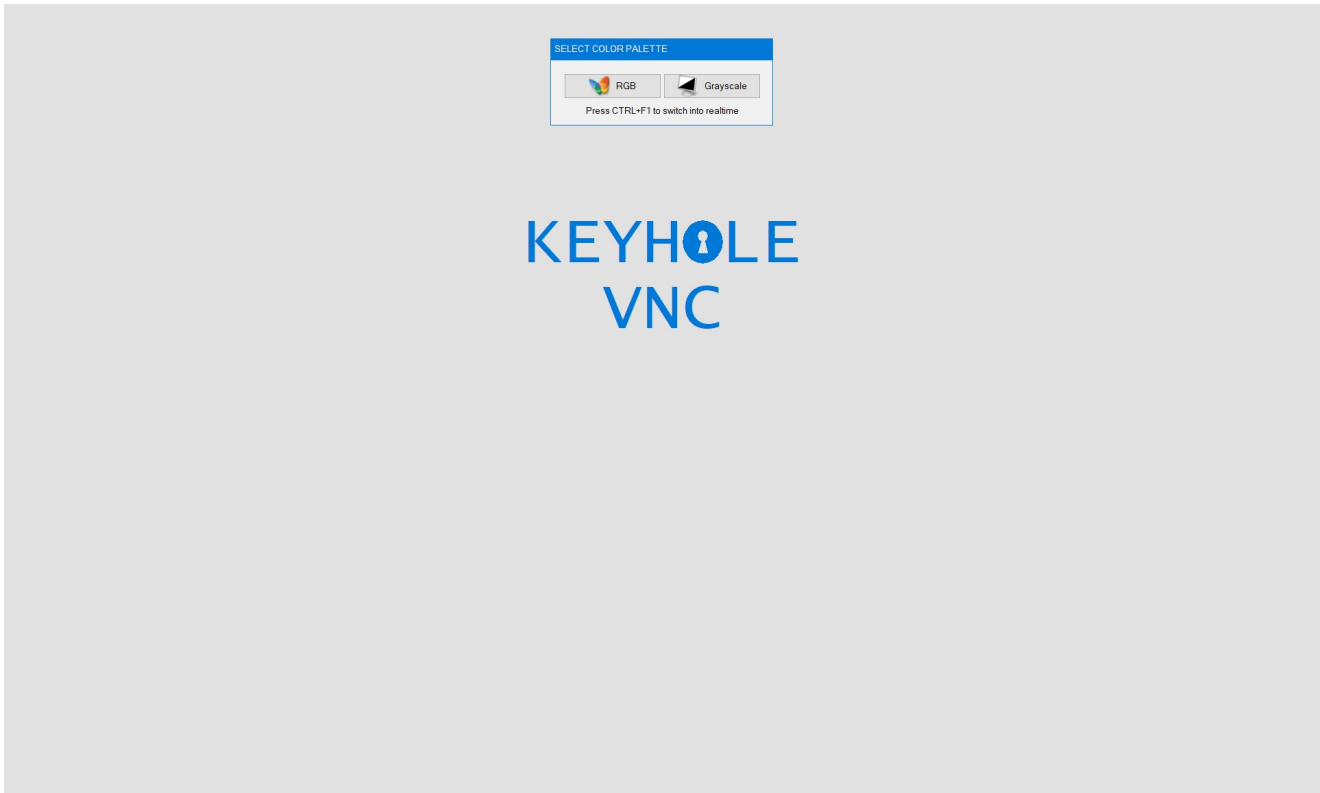 SELECT COLOR PALETTE
RGB Grayscale
Press CTRL+F1 to switch into realtime
KEYHOLE
VNC